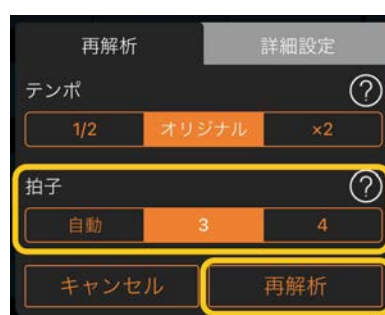 再解析 詳細設定
テンポ ?
1/2 オリジナル ×2
拍子 ?
自動 3 4
キャンセル 再解析